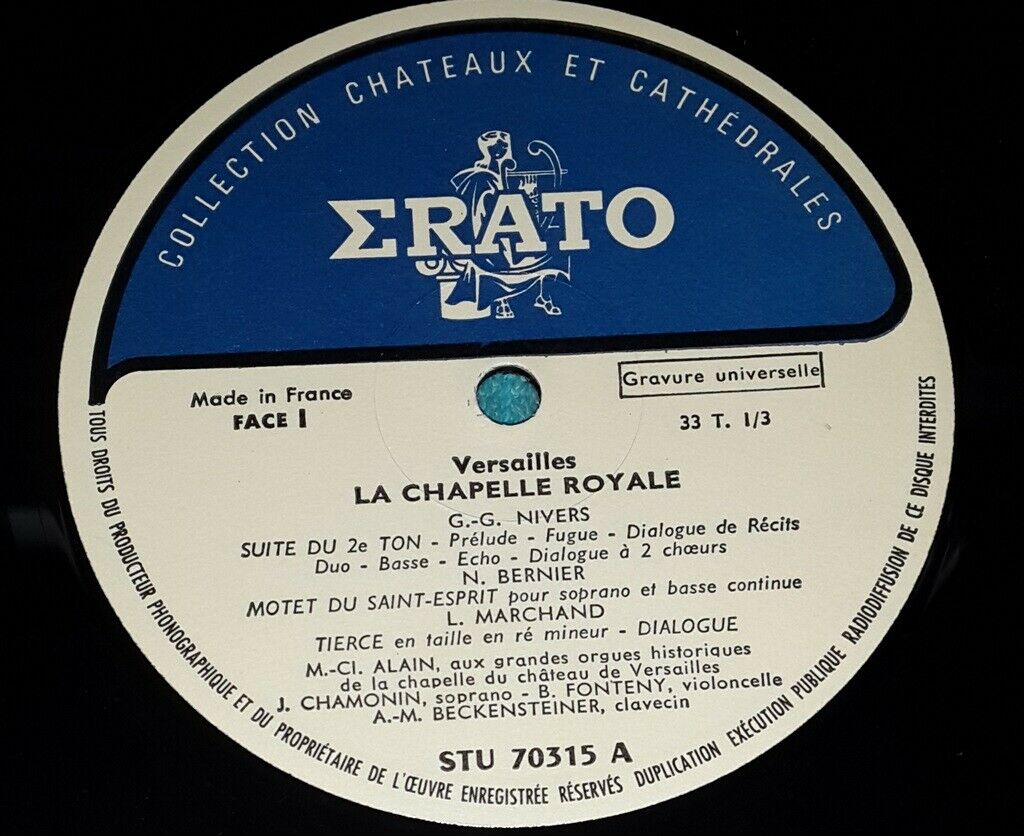 COLLECTION CHATEAUX ET CATHÉDRALES
ΣRATO
Made in France
FACE 1
Gravure universelle
33 T. 1/3
Versailles
LA CHAPELLE ROYALE
G.-G. NIVERS
SUITE DU 2e TON - Prélude - Fugue - Dialogue de Récits
Duo - Basse - Echo - Dialogue à 2 chœurs
N. BERNIER
MOTET DU SAINT-ESPRIT pour soprano et basse continue
L. MARCHAND
TIERCE en taille en ré mineur - DIALOGUE
M.-Cl. ALAIN, aux grandes orgues historiques
de la chapelle du château de Versailles
J. CHAMONIN, soprano - B. FONTENY, violoncelle
A.-M. BECKENSTEINER, clavecin
STU 70315 A
TOUS DROITS DU PRODUCTEUR PHONOGRAPHIQUE ET DU PROPRIÉTAIRE DE L'ŒUVRE ENREGISTRÉE RÉSERVÉS DUPLICATION EXÉCUTION PUBLIQUE RADIODIFFUSION DE CE DISQUE INTERDITES